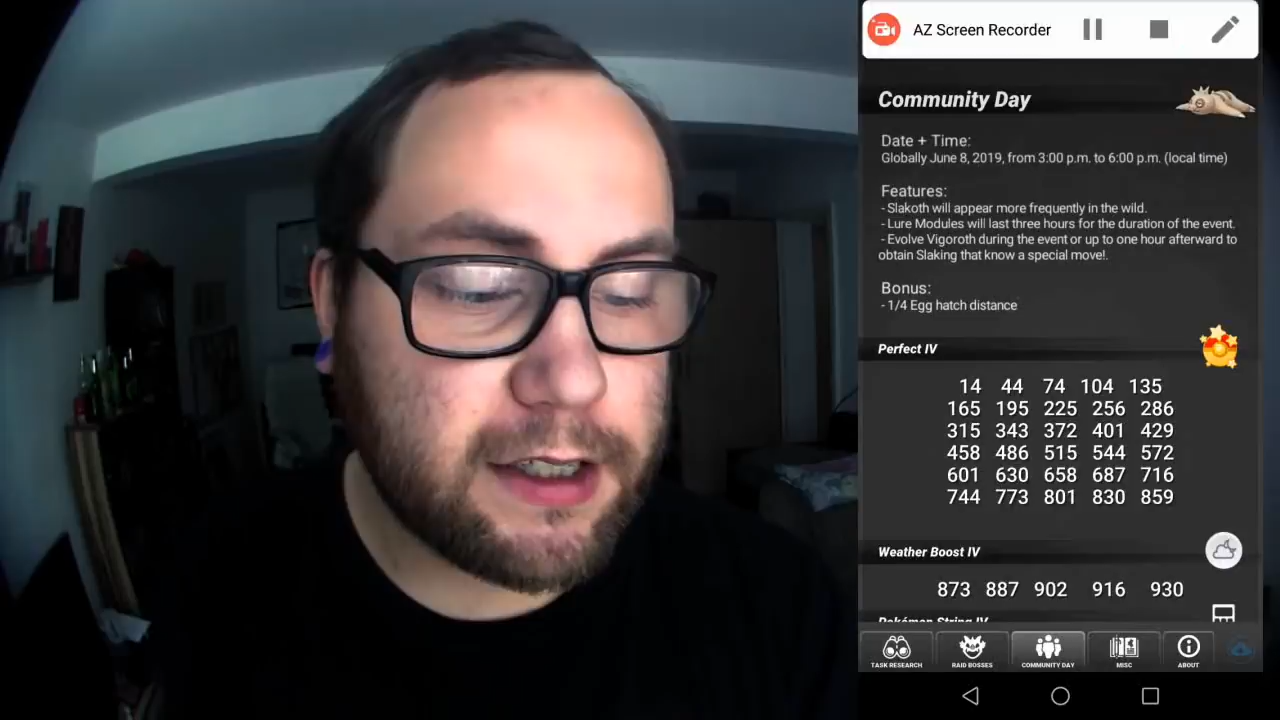 AZ Screen Recorder
Community Day
Date + Time:
Globally June 8, 2019, from 3:00 p.m. to 6:00 p.m. (local time)
Features:
- Slakoth will appear more frequently in the wild.
- Lure Modules will last three hours for the duration of the event.
- Evolve Vigoroth during the event or up to one hour afterward to
obtain Slaking that know a special move!.
Bonus:
- 1/4 Egg hatch distance
Perfect IV
14 44 74 104 135
165 195 225 256 286
315 343 372 401 429
458 486 515 544 572
601 630 658 687 716
744 773 801 830 859
Weather Boost IV
873 887 902 916 930
Pokémon String IV
TASK RESEARCH RAID BOSSES COMMUNITY DAY MISC ABOUT